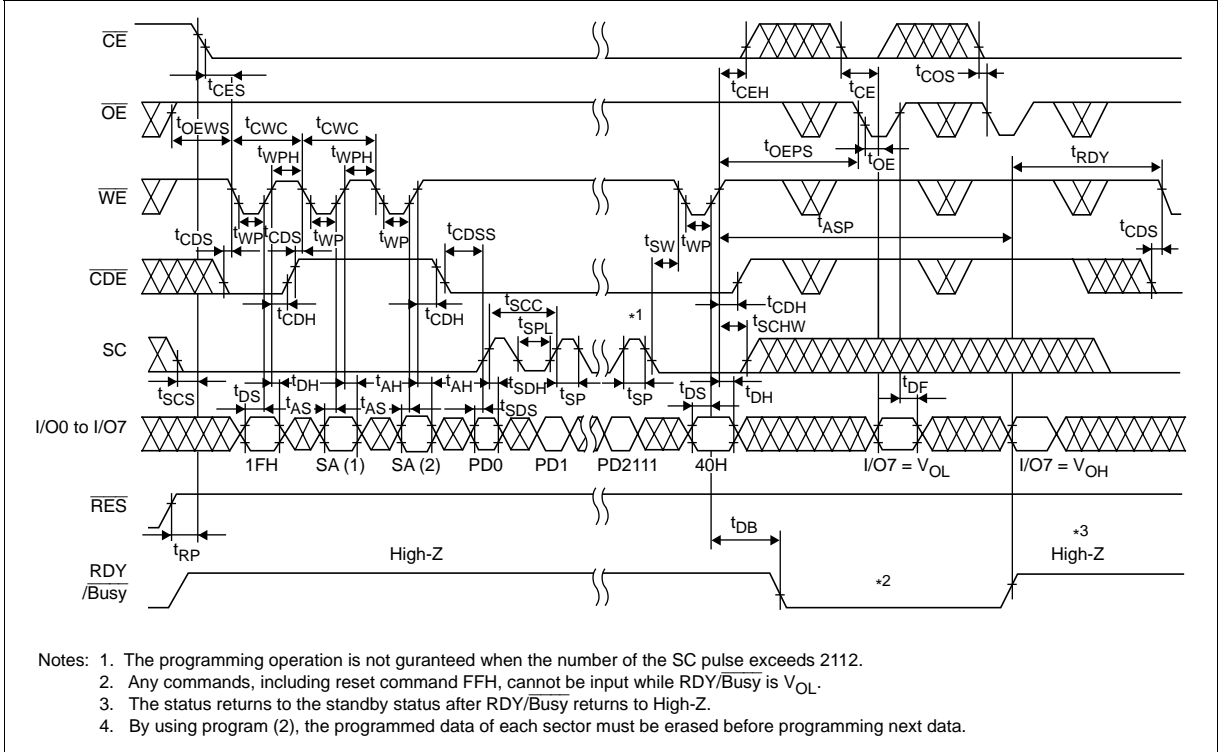 CE
tCES
tCEH
tCE
tCOS
OE
tOEWS
tCWC
tCWC
tWPH
tWPH
tOEPS
tOE
tRDY
WE
tCDS
tWP
tCDS
tWP
tWP
tCDSS
tSW
tWP
tASP
tCDS
CDE
tCDH
tCDH
tSCC
tSPL
*1
tCDH
tSCHW
SC
tSCS
tDS
tDH
tAS
tAH
tAS
tAH
tSDH
tSDS
tSP
tSP
tDS
tDH
tDF
I/O0 to I/O7
1FH
SA (1)
SA (2)
PD0
PD1
PD2111
40H
I/O7 = VOL
I/O7 = VOH
RES
tRP
High-Z
tDB
*2
*3
High-Z
RDY
/Busy
Notes: 1. The programming operation is not guranteed when the number of the SC pulse exceeds 2112.
2. Any commands, including reset command FFH, cannot be input while RDY/Busy is VOL.
3. The status returns to the standby status after RDY/Busy returns to High-Z.
4. By using program (2), the programmed data of each sector must be erased before programming next data.